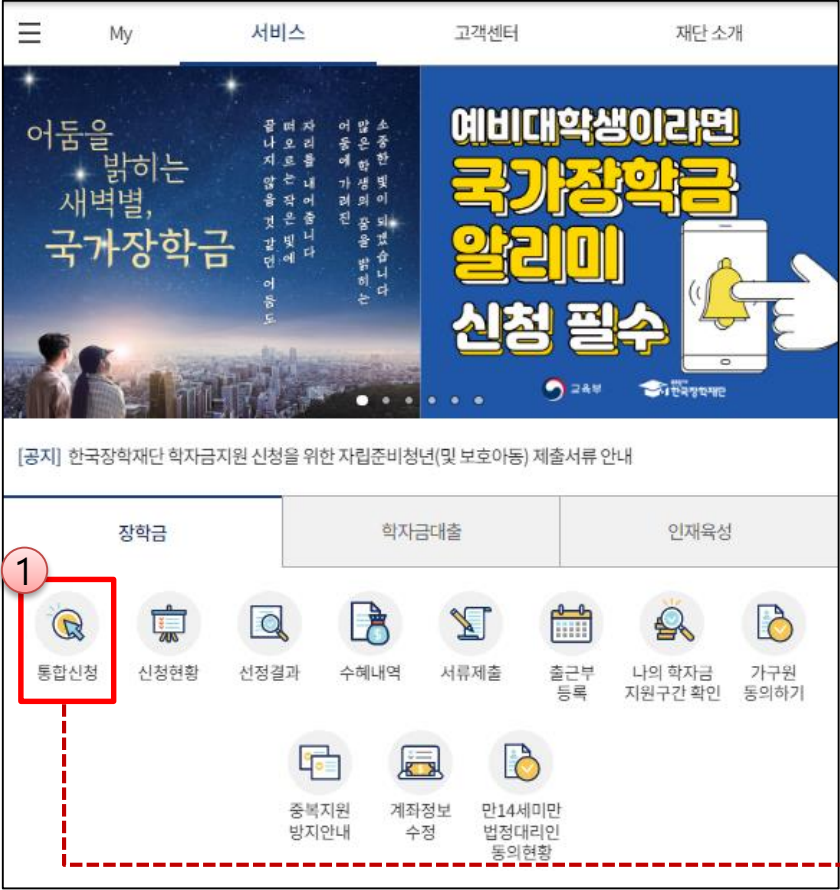 My
서비스
고객센터
재단 소개
어둠을
밝히는
새벽별,
국가장학금
소중한 빛이 되겠습니다
많은 학생의 꿈을 밝히는
어둠에 가려진
자리를 내어줍니다
떠오르는 작은 빛에
끝나지 않을 것 같던 어둠도
예비대학생이라면
국가장학금
알리미
신청 필수
교육부
한국장학재단
[공지] 한국장학재단 학자금지원 신청을 위한 자립준비청년(및 보호아동) 제출서류 안내
장학금
학자금대출
인재육성
1
통합신청
신청현황
선정결과
수혜내역
서류제출
출근부
등록
나의 학자금
지원구간 확인
가구원
동의하기
중복지원
방지안내
계좌정보
수정
만14세미만
법정대리인
동의현황